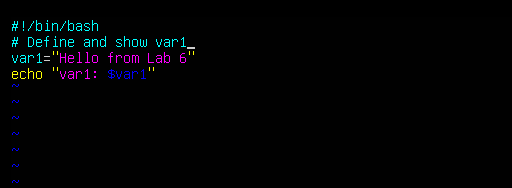 #!/bin/bash
# Define and show var1
var1="Hello from Lab 6"
echo "var1: $var1"
~
~
~
~
~
~
~